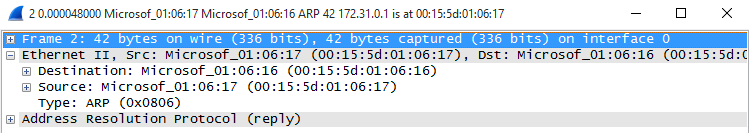 2 0.000048000 Microsof_01:06:17 Microsof_01:06:16 ARP 42 172.31.0.1 is at 00:15:5d:01:06:17
Frame 2: 42 bytes on wire (336 bits), 42 bytes captured (336 bits) on interface 0
Ethernet II, Src: Microsof_01:06:17 (00:15:5d:01:06:17), Dst: Microsof_01:06:16 (00:15:5d:0
Destination: Microsof_01:06:16 (00:15:5d:01:06:16)
Source: Microsof_01:06:17 (00:15:5d:01:06:17)
Type: ARP (0x0806)
Address Resolution Protocol (reply)